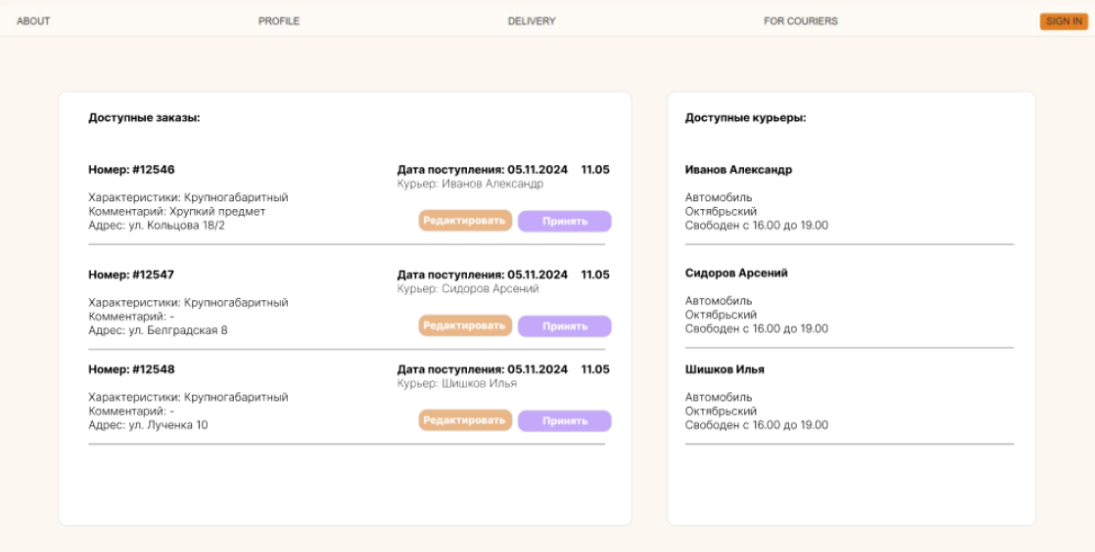 ABOUT PROFILE DELIVERY FOR COURIERS SIGN IN
Доступные заказы:
Номер: #12546 Дата поступления: 05.11.2024 11.05
Курьер: Иванов Александр
Характеристики: Крупногабаритный
Комментарий: Хрупкий предмет
Адрес: ул. Кольцова 18/2
Редактировать Принять
Номер: #12547 Дата поступления: 05.11.2024 11.05
Курьер: Сидоров Арсений
Характеристики: Крупногабаритный
Комментарий: -
Адрес: ул. Белградская 8
Редактировать Принять
Номер: #12548 Дата поступления: 05.11.2024 11.05
Курьер: Шишков Илья
Характеристики: Крупногабаритный
Комментарий: -
Адрес: ул. Лученка 10
Редактировать Принять
Доступные курьеры:
Иванов Александр
Автомобиль
Октябрьский
Свободен с 16.00 до 19.00
Сидоров Арсений
Автомобиль
Октябрьский
Свободен с 16.00 до 19.00
Шишков Илья
Автомобиль
Октябрьский
Свободен с 16.00 до 19.00